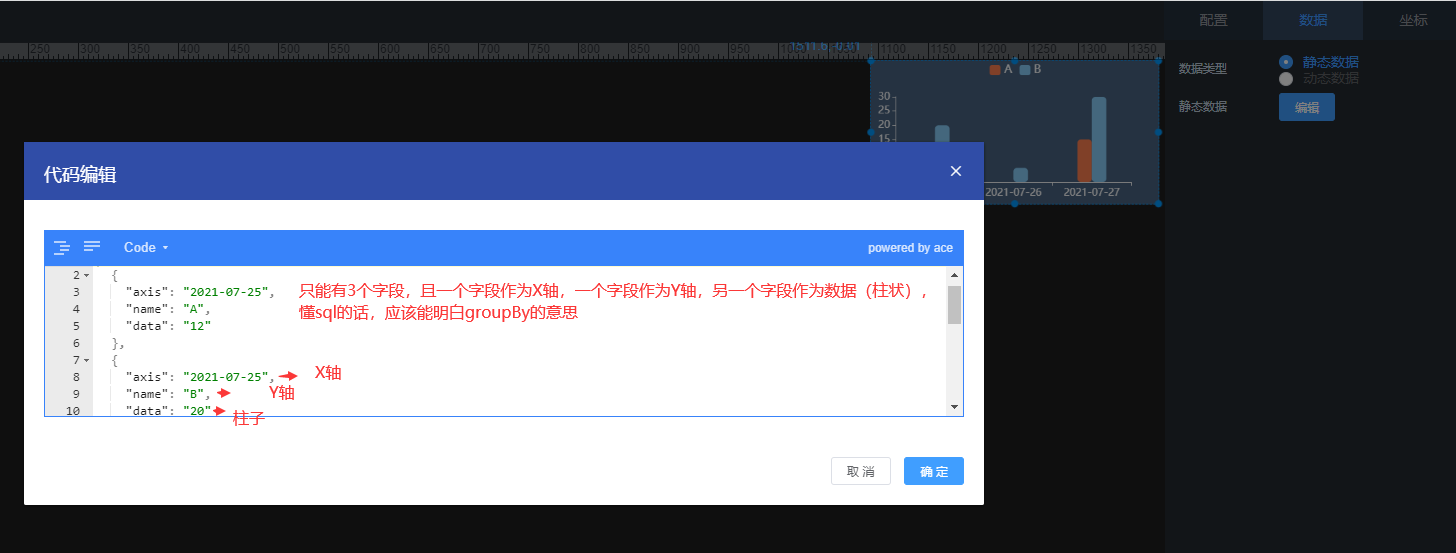 配置 数据 坐标
250 300 350 400 450 500 550 600 650 700 750 800 850 900 950 1000 1050 1100 1150 1200 1250 1300 1350
数据类型 静态数据
动态数据
静态数据 编辑
A B
30
25
20
15
2021-07-26 2021-07-27
代码编辑 ×
Code powered by ace
2 {
3 "axis": "2021-07-25",
4 "name": "A",
5 "data": "12"
6 },
7 {
8 "axis": "2021-07-25",
9 "name": "B",
10 "data": "20"
只能有3个字段，且一个字段作为X轴，一个字段作为Y轴，另一个字段作为数据（柱状），
懂sql的话，应该能明白groupBy的意思
X轴
Y轴
柱子
取消 确定